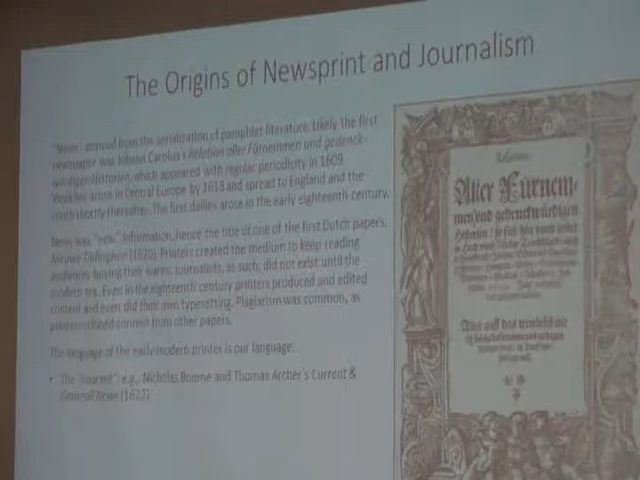 The Origins of Newsprint and Journalism
"News" derived from the serialization of pamphlet literature. Likely, the first
newspaper was Johann Carolus's Relation aller Fürnemmen und gedenck-
würdigen Historien, which appeared with regular periodicity in 1609.
Weeklies arose in Central Europe by 1618 and spread to England and the
south shortly thereafter. The first dailies arose in the early eighteenth century.
News was "new" information, hence the title of one of the first Dutch papers,
Nieuwe Tidinghen (1620). Printers created the medium to keep reading
audiences buying their wares. Journalists, as such, did not exist until the
modern era. Even in the eighteenth century printers produced and edited
content and even did their own typesetting. Plagiarism was common, as
printers cribbed content from other papers.
The language of the early-modern printer is our language:
• The "courant": e.g., Nicholas Bourne and Thomas Archer's Current &
Generall News (1622)
Relation:
Aller Fürnem-
men und gedenckwürdigen